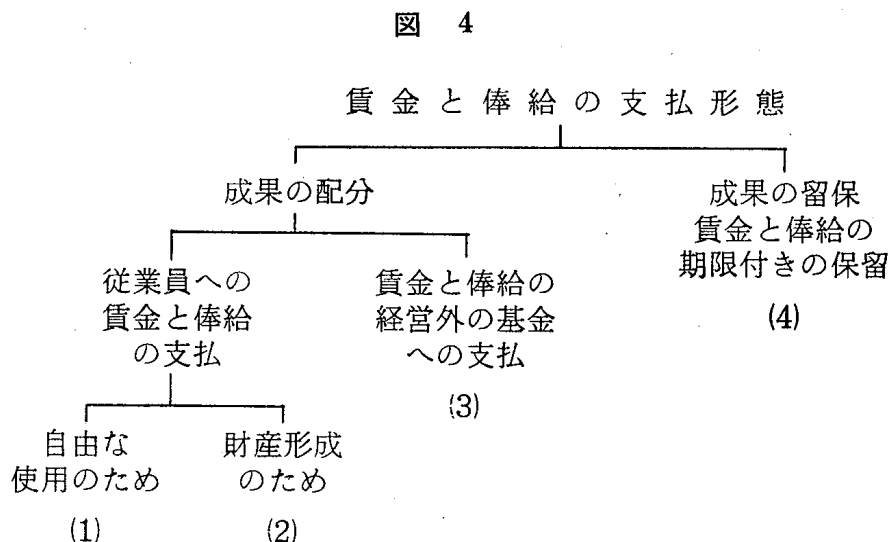 図 4
賃金と俸給の支払形態
成果の配分
成果の留保
賃金と俸給の
期限付きの保留
(4)
従業員への
賃金と俸給
の支払
賃金と俸給の
経営外の基金
への支払
(3)
自由な
使用のため
(1)
財産形成
のため
(2)